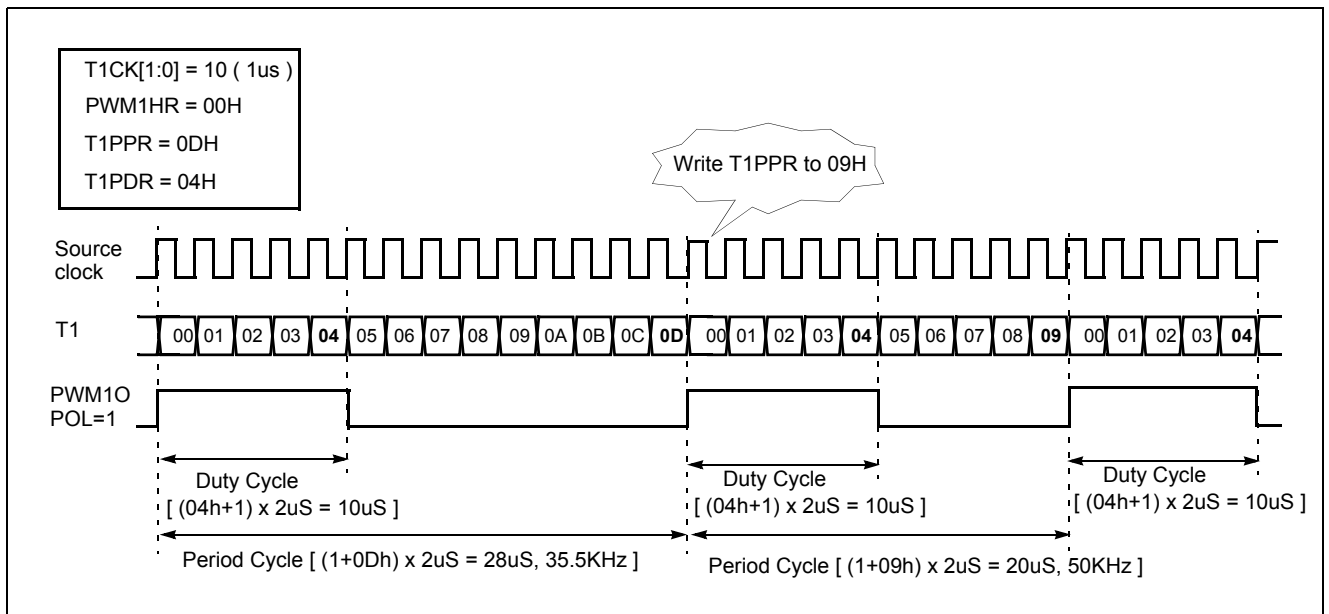 T1CK[1:0] = 10 ( 1us )
PWM1HR = 00H
T1PPR = 0DH
T1PDR = 04H
Write T1PPR to 09H
Source
clock
T1 00 01 02 03 04 05 06 07 08 09 0A 0B 0C 0D 00 01 02 03 04 05 06 07 08 09 00 01 02 03 04
PWM1O
POL=1
Duty Cycle
[ (04h+1) x 2uS = 10uS ]
Duty Cycle
[ (04h+1) x 2uS = 10uS ]
Duty Cycle
[ (04h+1) x 2uS = 10uS ]
Period Cycle [ (1+0Dh) x 2uS = 28uS, 35.5KHz ]
Period Cycle [ (1+09h) x 2uS = 20uS, 50KHz ]